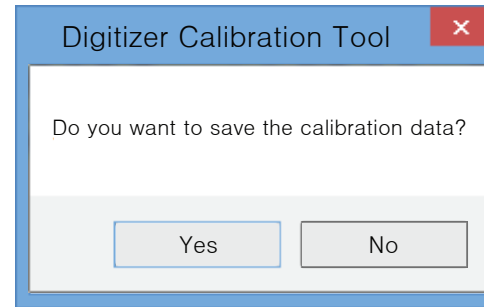 Digitizer Calibration Tool
Do you want to save the calibration data?
Yes
No